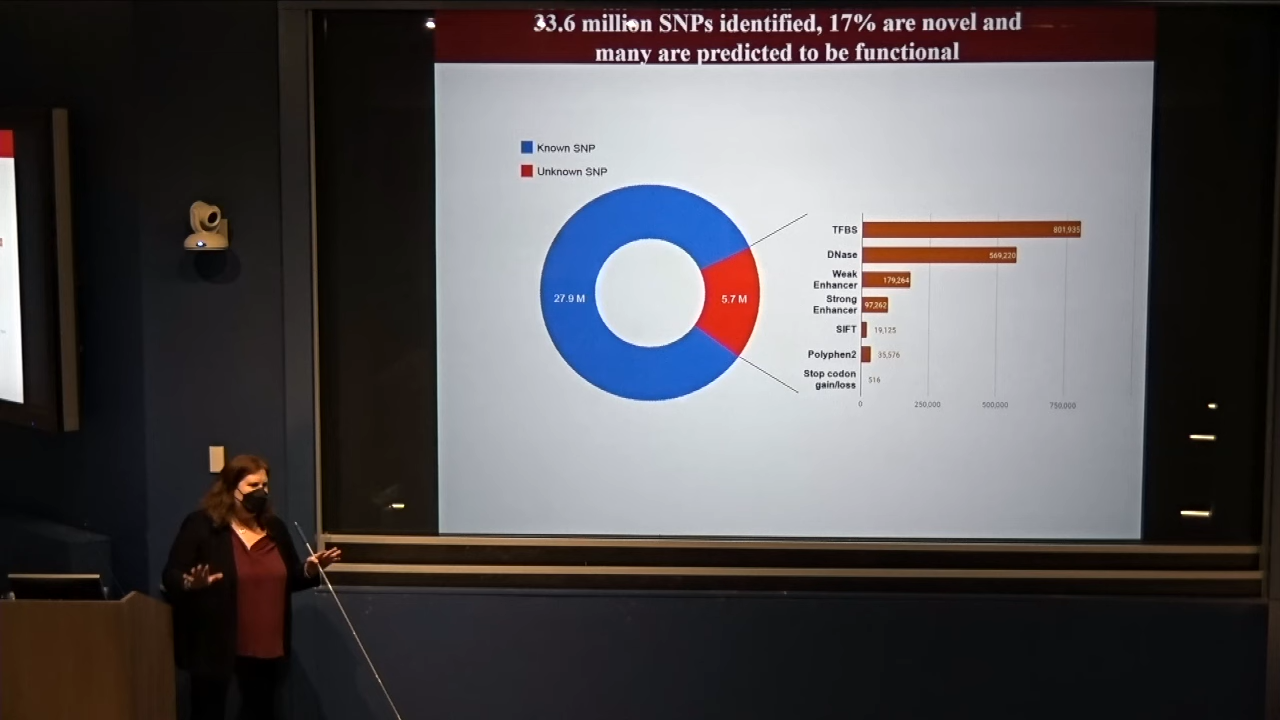 33.6 million SNPs identified, 17% are novel and
many are predicted to be functional
Known SNP
Unknown SNP
27.9 M
5.7 M
TFBS
801,935
DNase
569,220
Weak
Enhancer
179,264
Strong
Enhancer
97,262
SIFT
19,125
Polyphen2
35,576
Stop codon
gain/loss
516
0
250,000
500,000
750,000